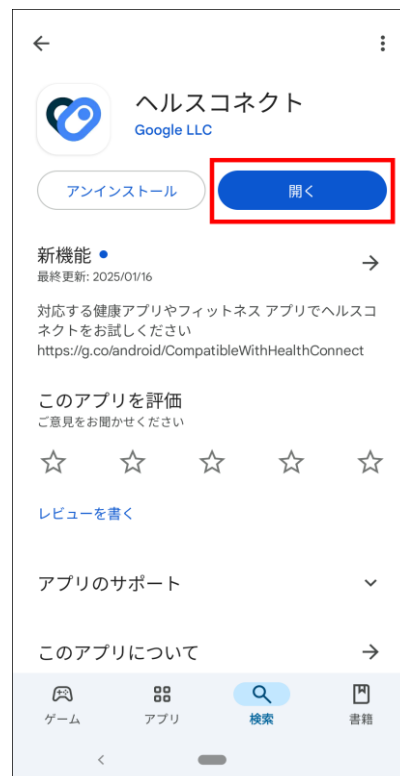 ヘルスコネクト
Google LLC
アンインストール
開く
新機能
最終更新: 2025/01/16
対応する健康アプリやフィットネス アプリでヘルスコ
ネクトをお試しください
https://g.co/android/CompatibleWithHealthConnect
このアプリを評価
ご意見をお聞かせください
レビューを書く
アプリのサポート
このアプリについて
ゲーム
アプリ
検索
書籍